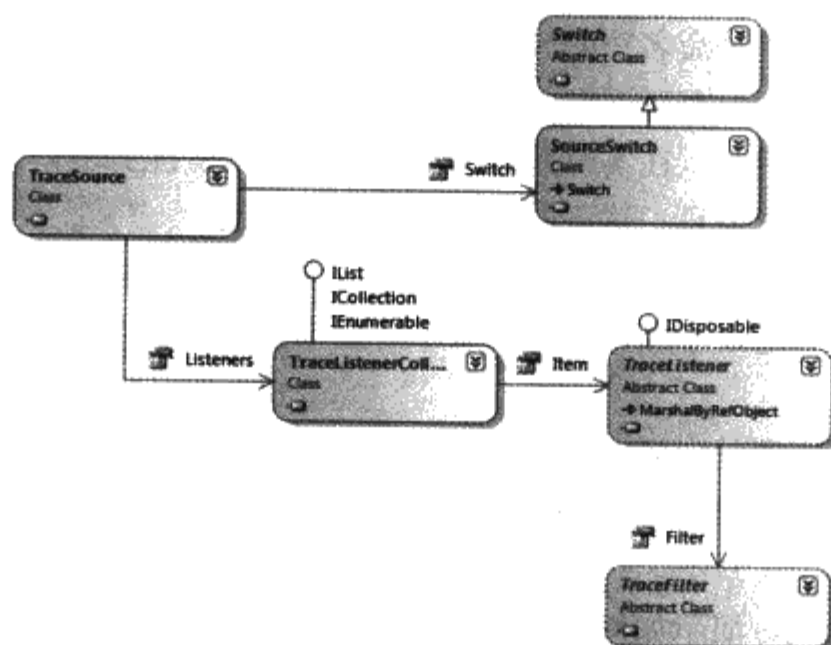 Switch
Abstract Class
SourceSwitch
Class
Switch
Switch
TraceSource
Class
IList
ICollection
IEnumerable
Listeners
TraceListenerColl...
Class
Item
IDisposable
TraceListener
Abstract Class
MarshalByRefObject
Filter
TraceFilter
Abstract Class